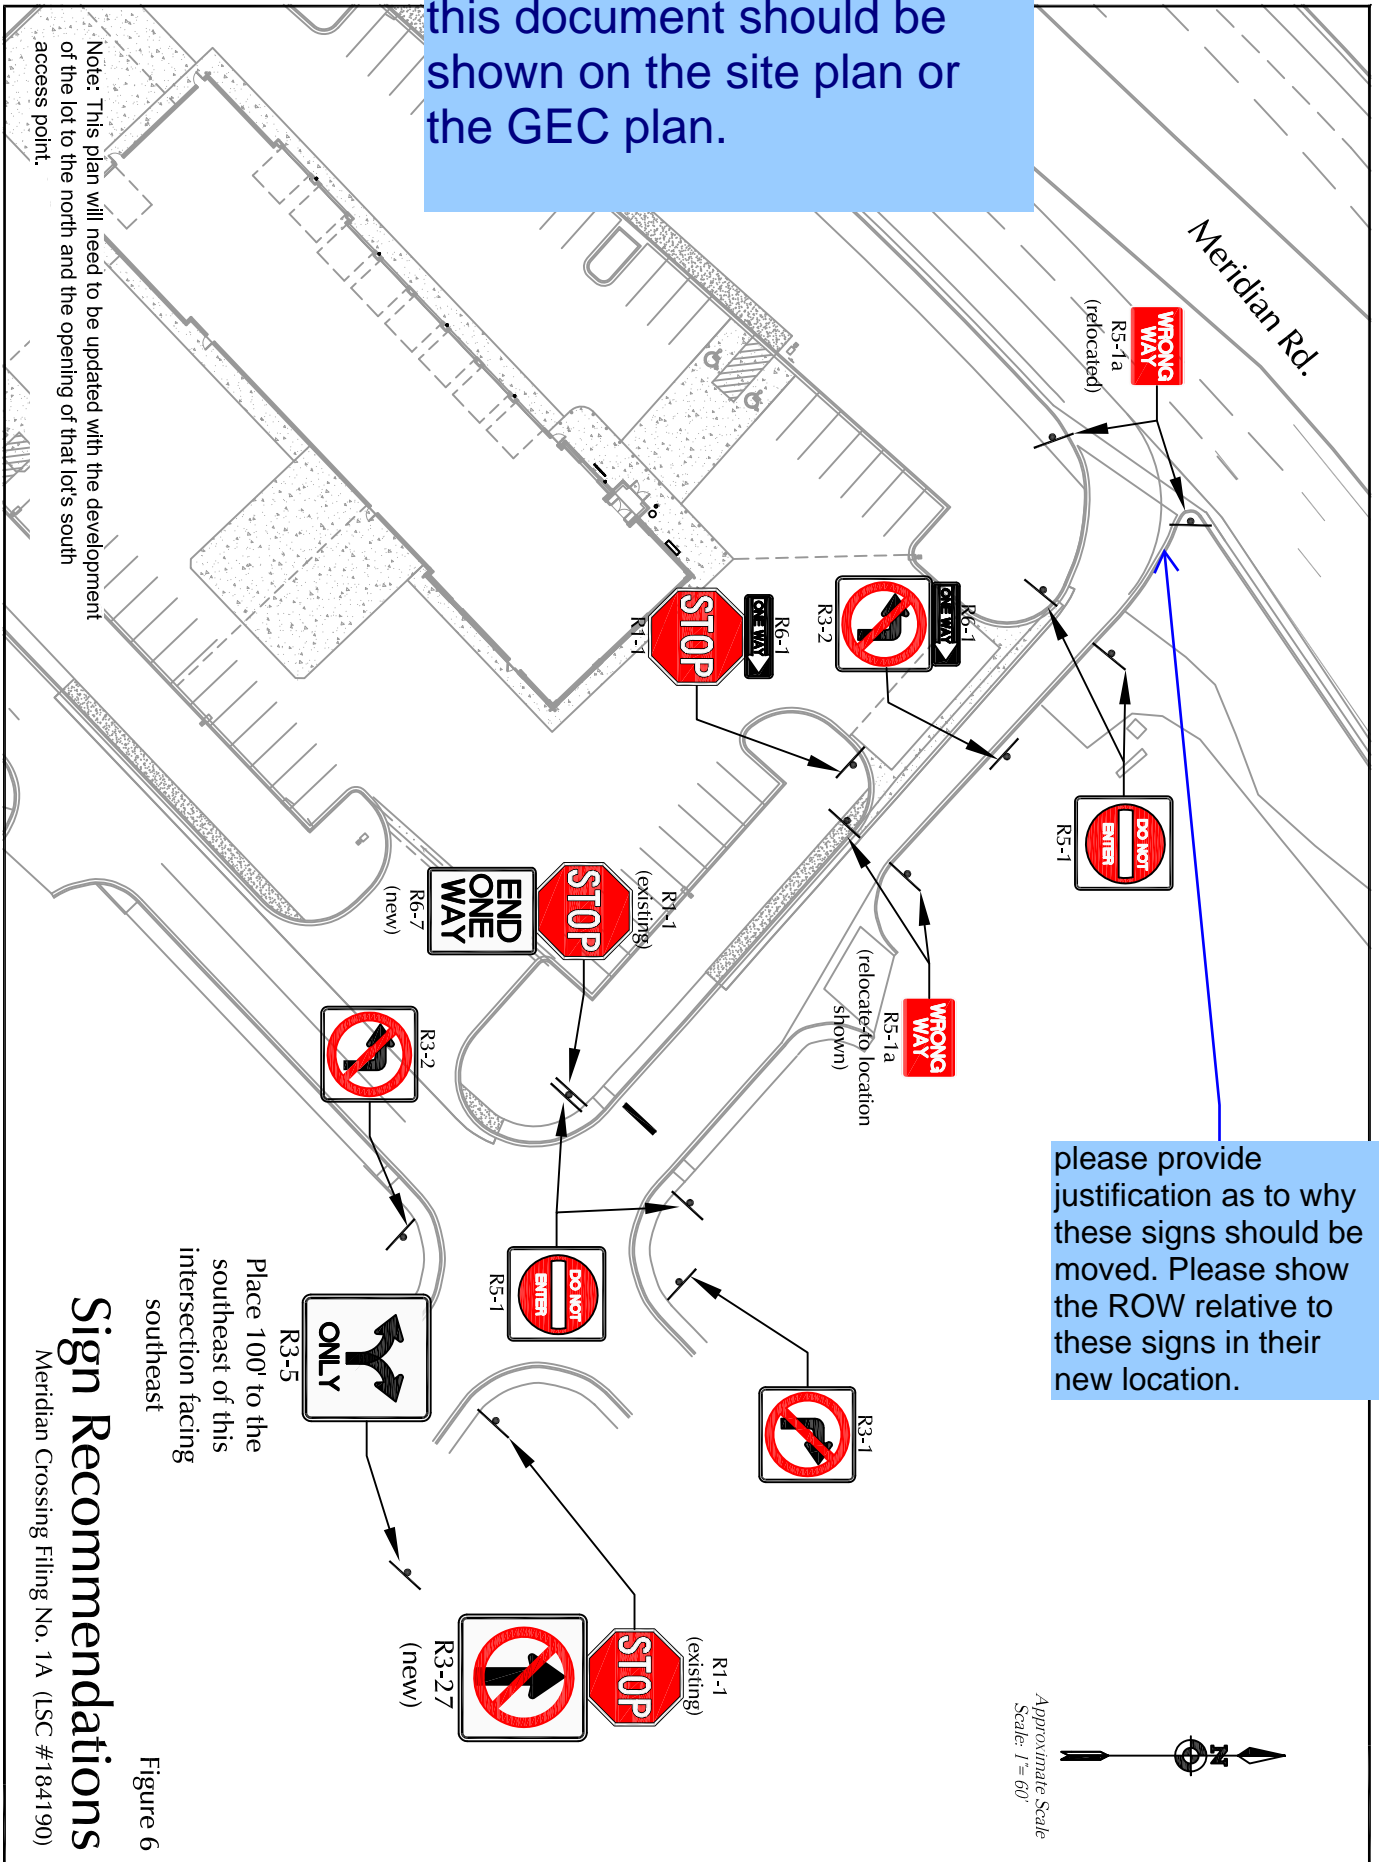 this document should be
shown on the site plan or
the GEC plan.
Note: This plan will need to be updated with the development
of the lot to the north and the opening of that lot's south
access point.
Meridian Rd.
WRONG
WAY
R5-1a
(relocated)
R6-1
ONE WAY
R3-2
R6-1
ONE WAY
STOP
R1-1
DO NOT
ENTER
R5-1
R1-1
(existing)
STOP
END
ONE
WAY
R6-7
(new)
WRONG
WAY
R5-1a
(relocate to location
shown)
R3-2
DO NOT
ENTER
R5-1
please provide
justification as to why
these signs should be
moved. Please show
the ROW relative to
these signs in their
new location.
R3-1
Place 100' to the
southeast of this
intersection facing
southeast
R3-5
ONLY
R1-1
(existing)
STOP
R3-27
(new)
N
Approximate Scale
Scale: 1"= 60'
Figure 6
Sign Recommendations
Meridian Crossing Filing No. 1A (LSC #184190)